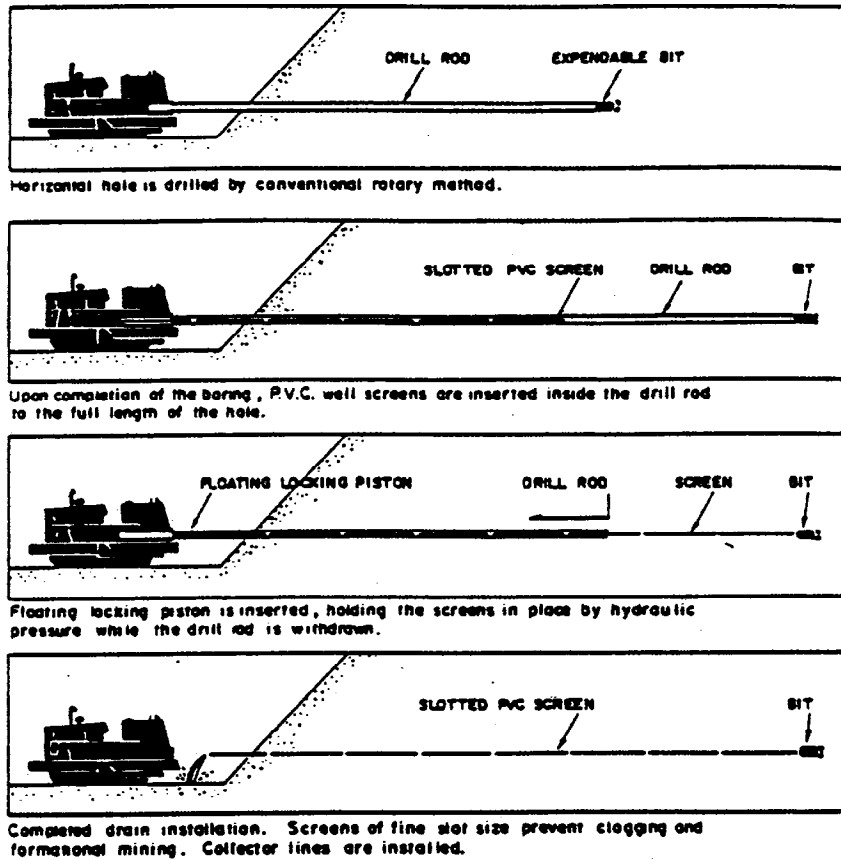 DRILL ROD EXPENDABLE BIT
Horizontal hole is drilled by conventional rotary method.
SLOTTED PVC SCREEN DRILL ROD BIT
Upon completion of the boring, P.V.C. well screens are inserted inside the drill rod
to the full length of the hole.
FLOATING LOCKING PISTON DRILL ROD SCREEN BIT
Floating locking piston is inserted, holding the screens in place by hydraulic
pressure while the drill rod is withdrawn.
SLOTTED PVC SCREEN BIT
Completed drain installation. Screens of fine slot size prevent clogging and
formational mining. Collector lines are installed.